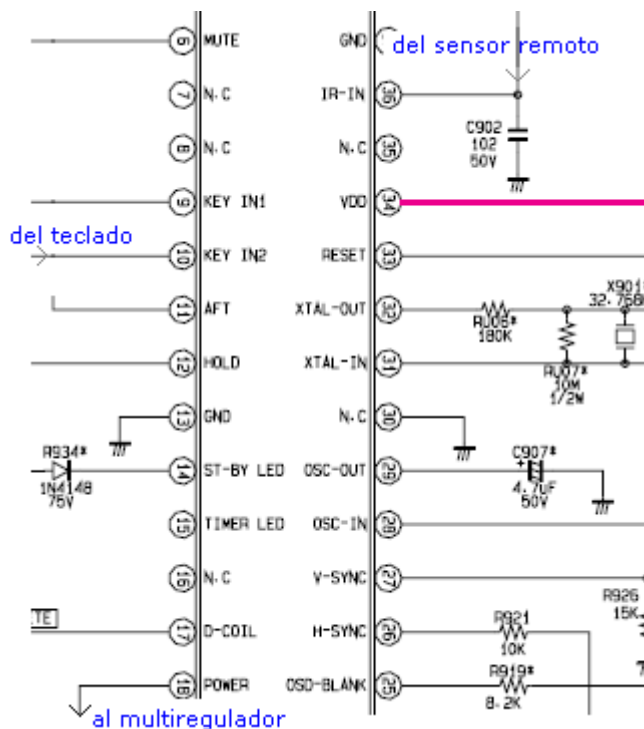 6 MUTE GND del sensor remoto
7 N.C IR-IN 36
C902
102
50V
8 N.C N.C 35
9 KEY IN1 VDD 34
del teclado
10 KEY IN2 RESET 33
X901*
32.768
11 AFT XTAL-OUT 32
RU06*
180K
12 HOLD XTAL-IN 31
RU07*
10M
1/2W
13 GND N.C 30
R934*
1N4148
75V
14 ST-BY LED OSC-OUT 29
C907*
+
4.7uF
50V
15 TIMER LED OSC-IN 28
16 N.C V-SYNC 27
R926
15K
TE
17 D-COIL H-SYNC 26
R921
10K
18 POWER OSD-BLANK 25
R919*
8.2K
al multiregulador